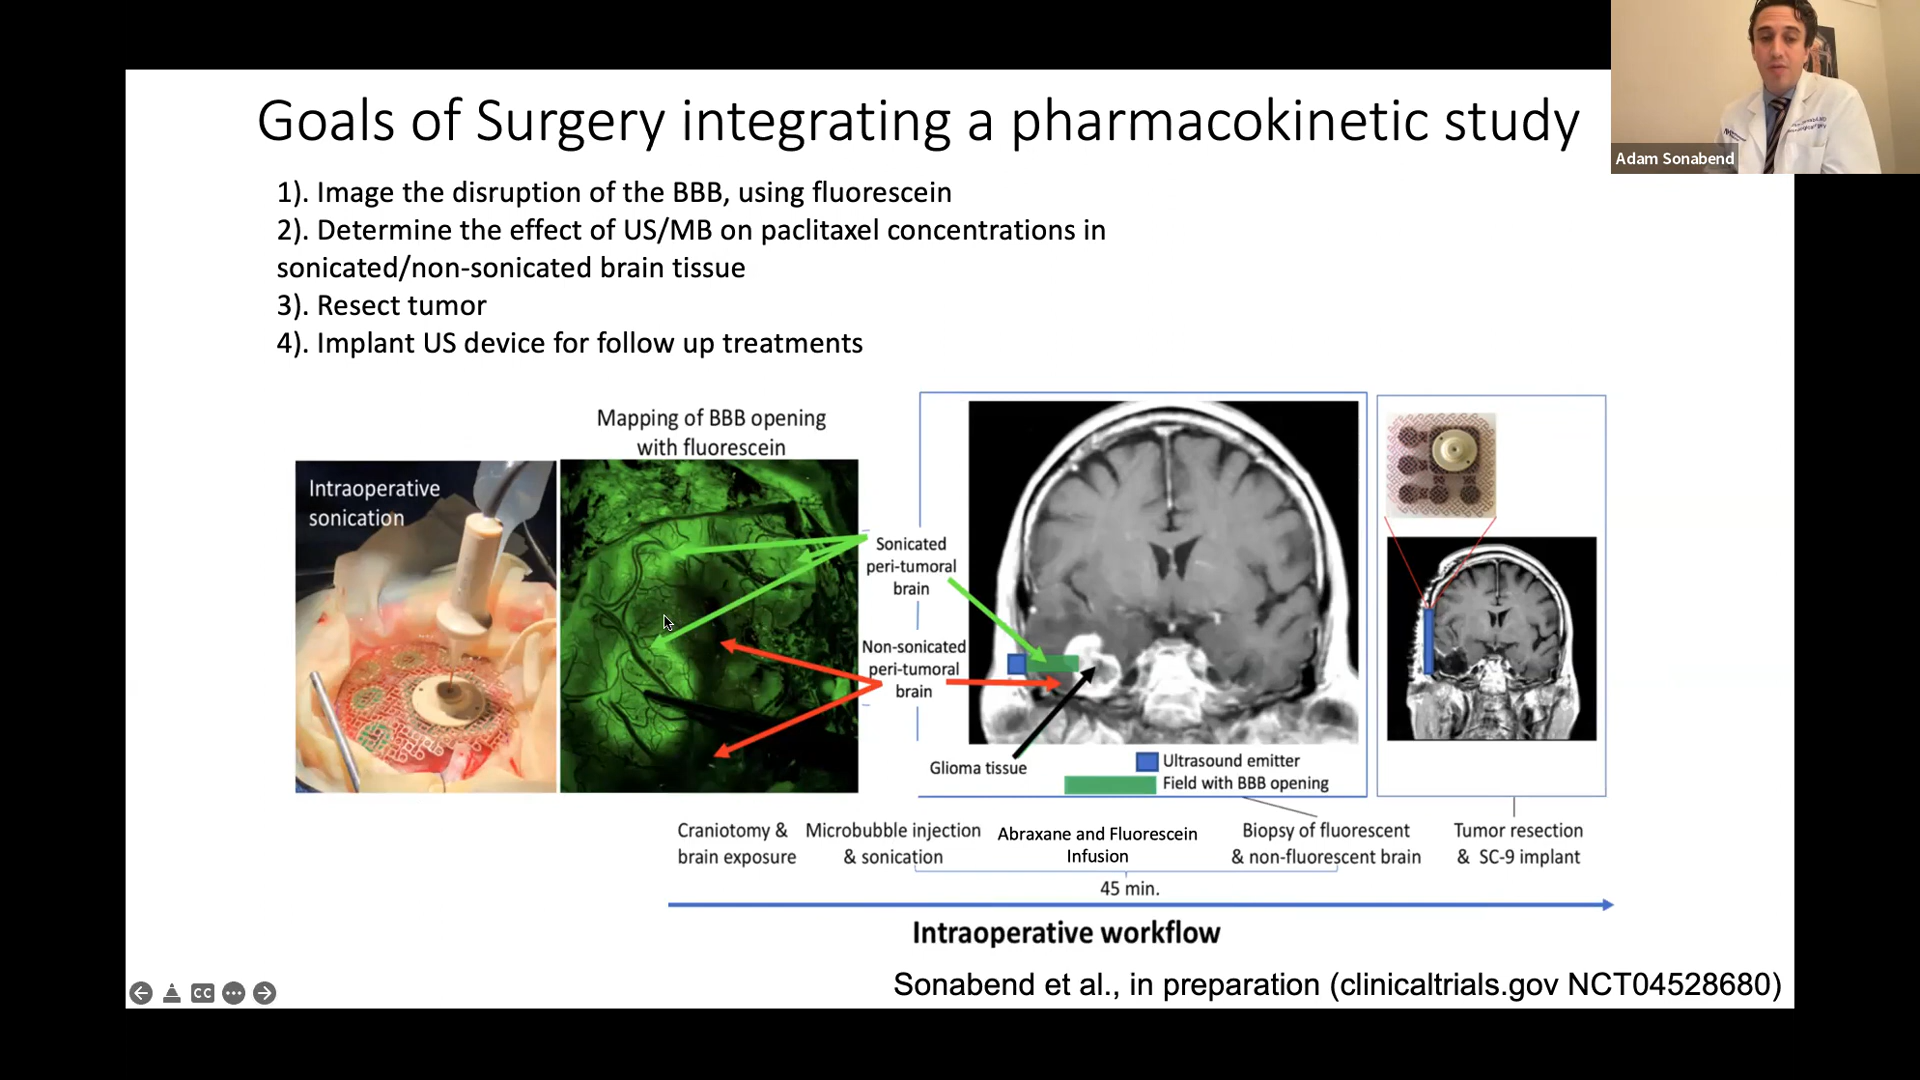 Goals of Surgery integrating a pharmacokinetic study
Adam Sonabend
1). Image the disruption of the BBB, using fluorescein
2). Determine the effect of US/MB on paclitaxel concentrations in
sonicated/non-sonicated brain tissue
3). Resect tumor
4). Implant US device for follow up treatments
Mapping of BBB opening
with fluorescein
Intraoperative
sonication
Sonicated
peri-tumoral
brain
Non-sonicated
peri-tumoral
brain
Glioma tissue
Ultrasound emitter
Field with BBB opening
Craniotomy &
brain exposure
Microbubble injection
& sonication
Abraxane and Fluorescein
Infusion
Biopsy of fluorescent
& non-fluorescent brain
Tumor resection
& SC-9 implant
45 min.
Intraoperative workflow
Sonabend et al., in preparation (clinicaltrials.gov NCT04528680)
CC